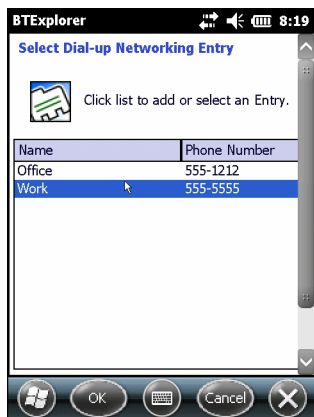 BTExplorer 8:19
Select Dial-up Networking Entry
Click list to add or select an Entry.
Name Phone Number
Office 555-1212
Work 555-5555
OK Cancel